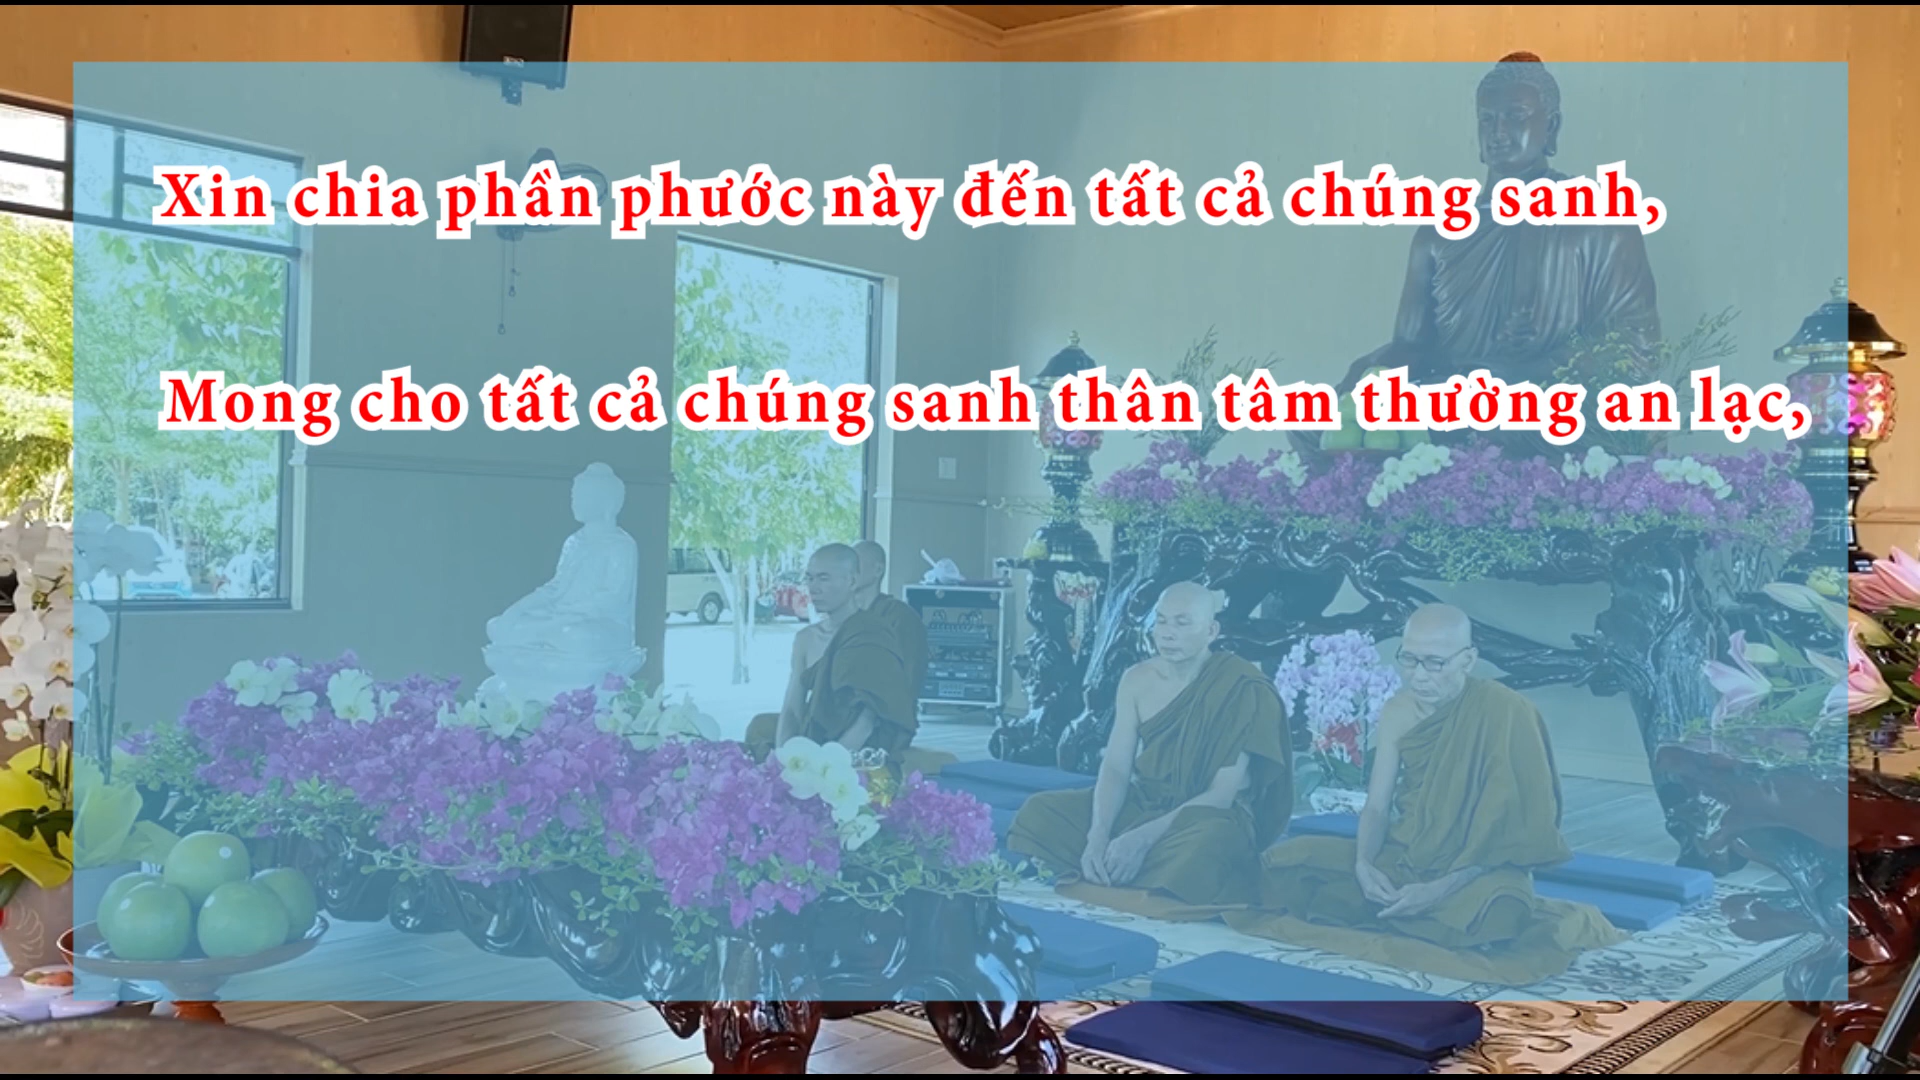 Xin chia phần phước này đến tất cả chúng sanh,
Mong cho tất cả chúng sanh thân tâm thường an lạc,